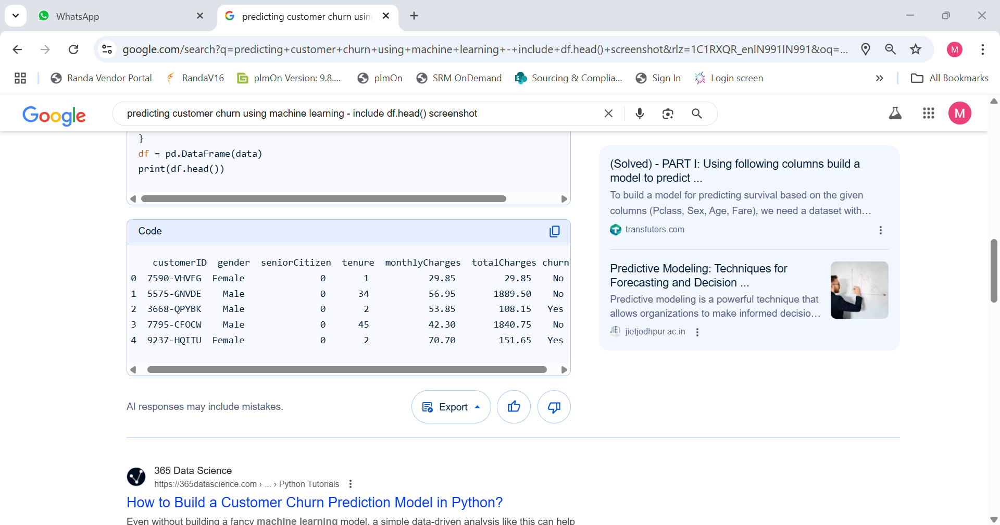 WhatsApp
predicting customer churn usin
google.com/search?q=predicting+customer+churn+using+machine+learning+-+include+df.head()+screenshot&rlz=1C1RXQR_enIN991IN991&oq=...
M
Randa Vendor Portal
RandaV16
plmOn Version: 9.8....
plmOn
SRM OnDemand
Sourcing & Complia...
Sign In
Login screen
»
All Bookmarks
Google
predicting customer churn using machine learning - include df.head() screenshot
M
}
df = pd.DataFrame(data)
print(df.head())
Code
customerID gender seniorCitizen tenure monthlyCharges totalCharges churn
0 7590-VHVEG Female 0 1 29.85 29.85 No
1 5575-GNVDE Male 0 34 56.95 1889.50 No
2 3668-QPYBK Male 0 2 53.85 108.15 Yes
3 7795-CFOCW Male 0 45 42.30 1840.75 No
4 9237-HQITU Female 0 2 70.70 151.65 Yes
AI responses may include mistakes.
Export
(Solved) - PART I: Using following columns build a
model to predict ...
To build a model for predicting survival based on the given
columns (Pclass, Sex, Age, Fare), we need a dataset with...
transtutors.com
Predictive Modeling: Techniques for
Forecasting and Decision ...
Predictive modeling is a powerful technique that
allows organizations to make informed decisio...
JIET
jietjodhpur.ac.in
365 Data Science
https://365datascience.com › ... › Python Tutorials
How to Build a Customer Churn Prediction Model in Python?
Even without building a fancy machine learning model, a simple data-driven analysis like this can help